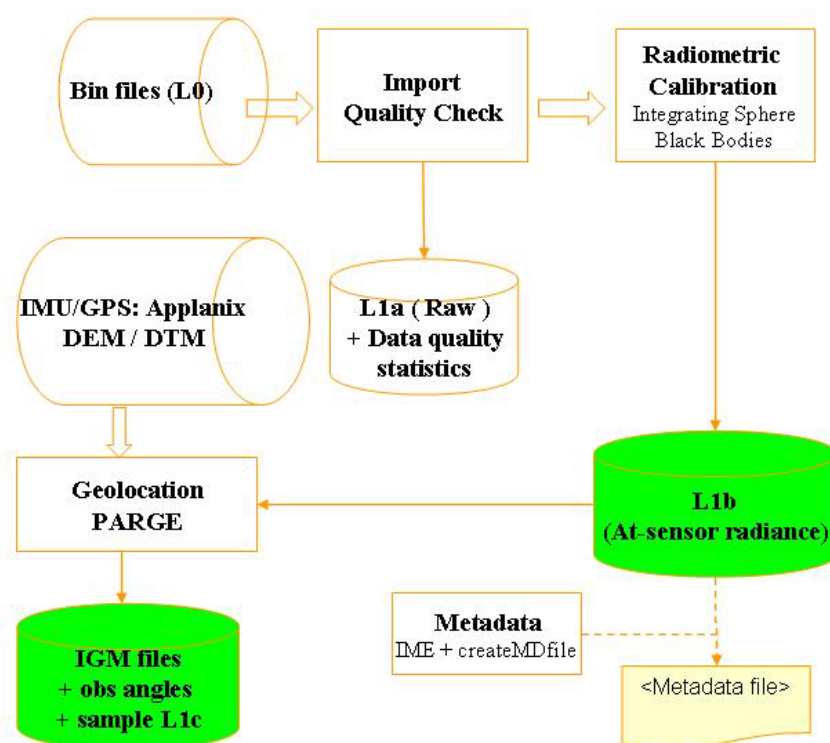 Bin files (L0)
Import
Quality Check
Radiometric
Calibration
Integrating Sphere
Black Bodies
IMU/GPS: Applanix
DEM / DTM
L1a ( Raw )
+ Data quality
statistics
Geolocation
PARGE
L1b
(At-sensor radiance)
Metadata
IME + createMDfile
IGM files
+ obs angles
+ sample L1c
<Metadata file>